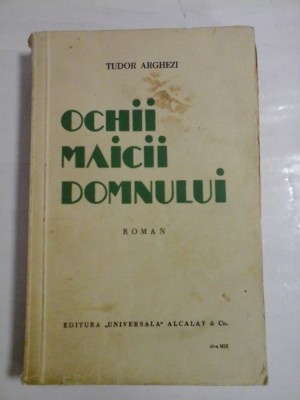 TUDOR ARGHEZI
OCHII
MAICII
DOMNULUI
ROMAN
EDITURA „UNIVERSALA" ALCALAY & Co.